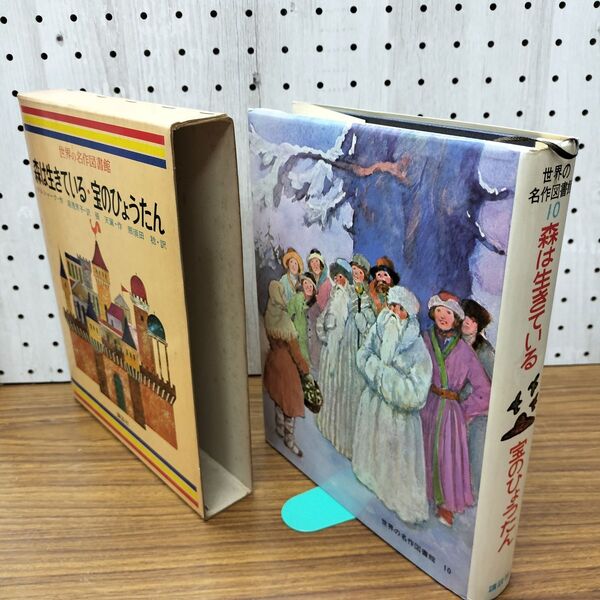 世界の名作図書館
森は生きている・宝のひょうたん
世界の
名作図書館
10
森は生きている
宝のひょうたん
世界の名作図書館 10